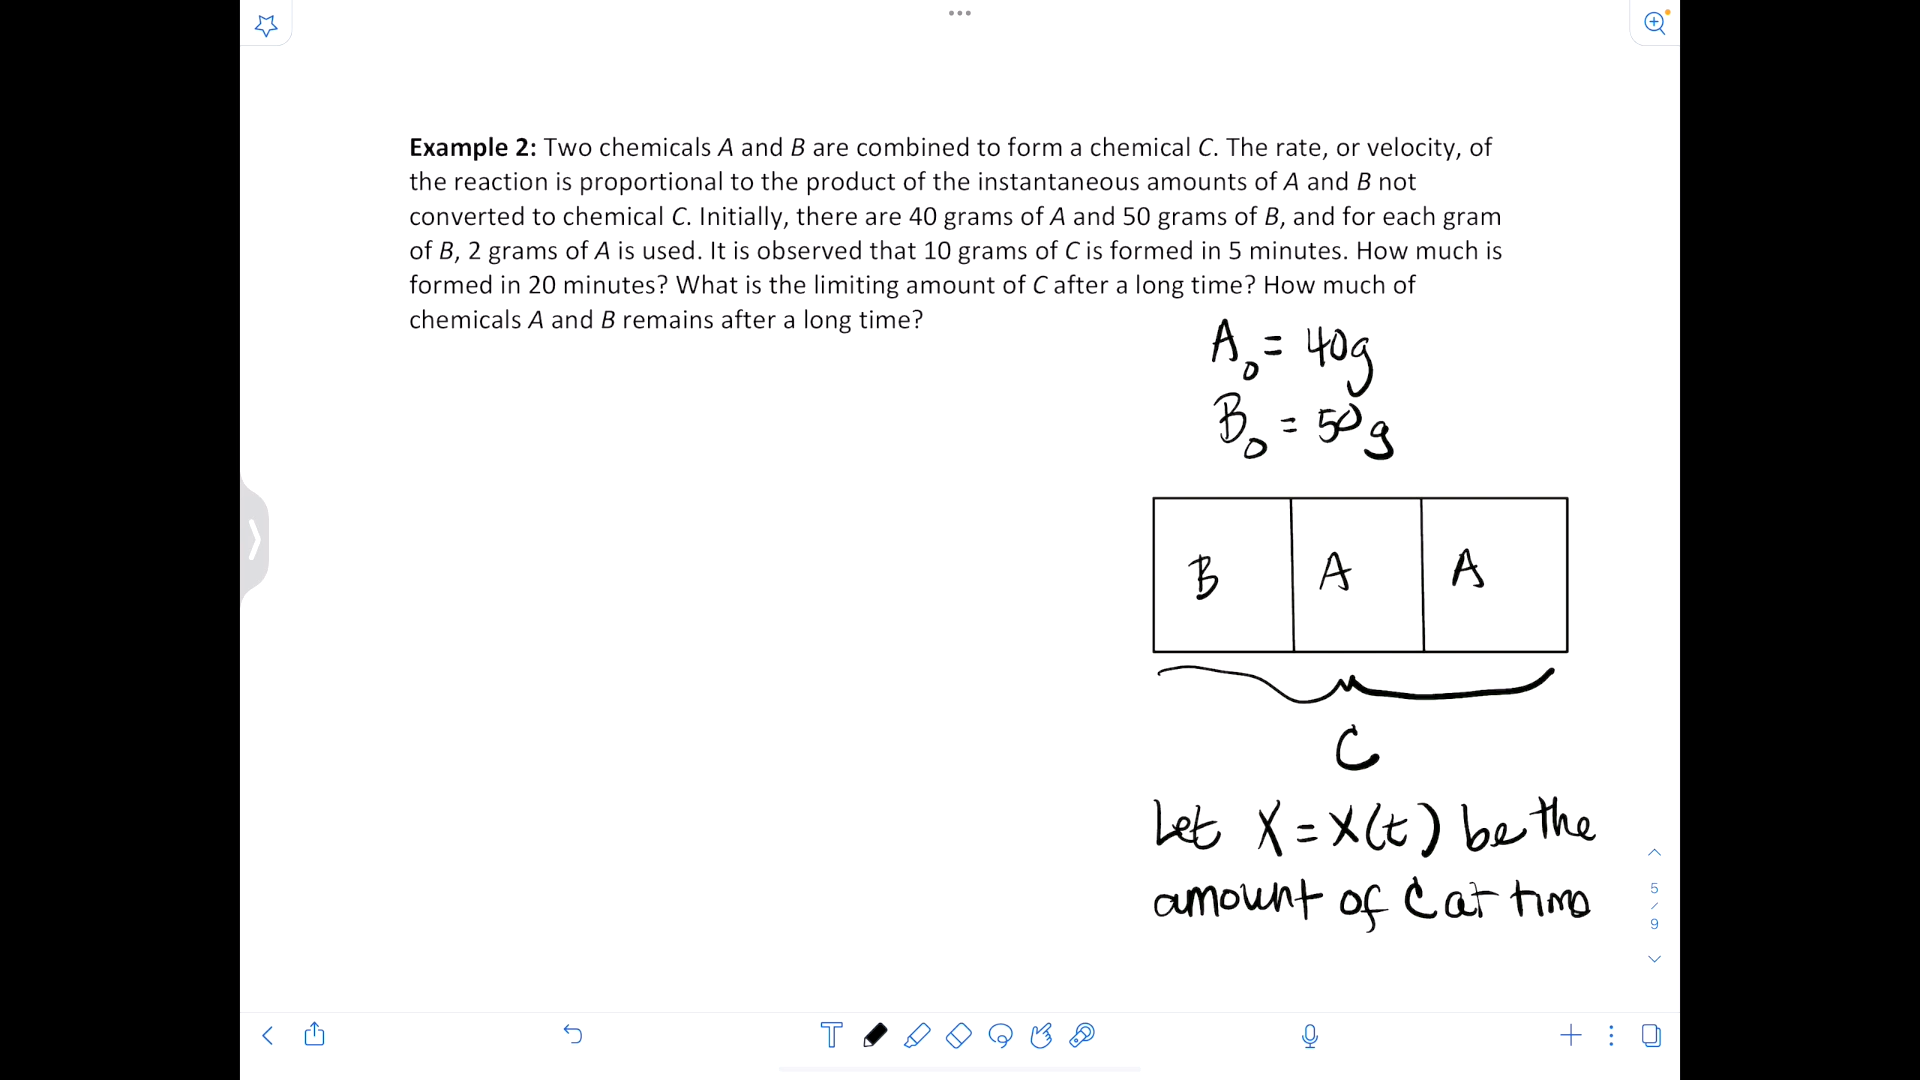 Example 2: Two chemicals A and B are combined to form a chemical C. The rate, or velocity, of
the reaction is proportional to the product of the instantaneous amounts of A and B not
converted to chemical C. Initially, there are 40 grams of A and 50 grams of B, and for each gram
of B, 2 grams of A is used. It is observed that 10 grams of C is formed in 5 minutes. How much is
formed in 20 minutes? What is the limiting amount of C after a long time? How much of
chemicals A and B remains after a long time?
A₀ = 40g
B₀ = 50g
B A A
C
Let X = X(t) be the
amount of C at time
5
/
9
T